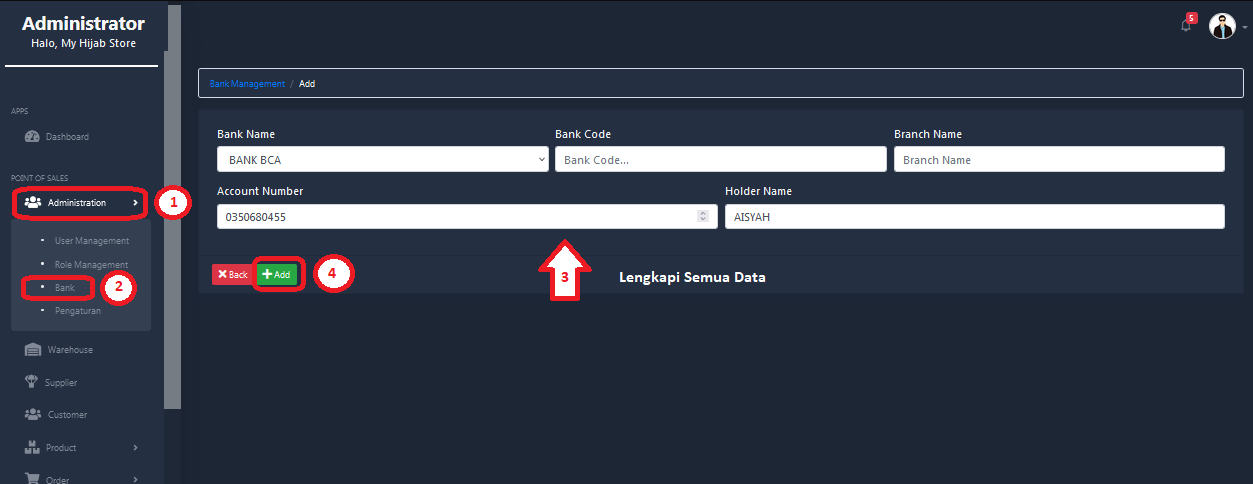 Administrator
Halo, My Hijab Store
5
APPS
Dashboard
POINT OF SALES
Administration
1
User Management
Role Management
Bank
2
Pengaturan
Warehouse
Supplier
Customer
Product
Order
Bank Management / Add
Bank Name
Bank Code
Branch Name
BANK BCA
Bank Code...
Branch Name
Account Number
Holder Name
0350680455
AISYAH
Back
Add
4
3
Lengkapi Semua Data